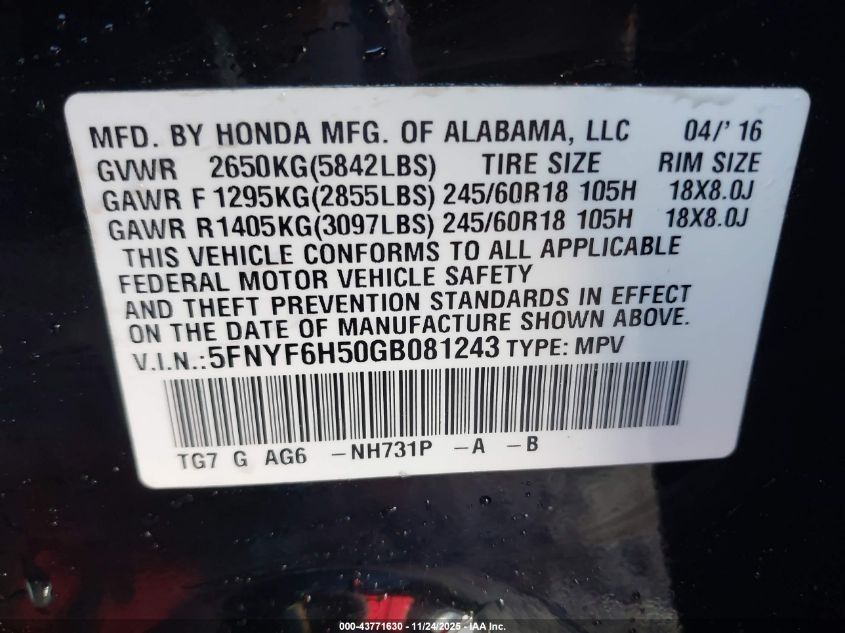 MFD. BY HONDA MFG. OF ALABAMA, LLC 04/'16
GVWR 2650KG(5842LBS) TIRE SIZE RIM SIZE
GAWR F 1295KG(2855LBS) 245/60R18 105H 18X8.0J
GAWR R1405KG(3097LBS) 245/60R18 105H 18X8.0J
THIS VEHICLE CONFORMS TO ALL APPLICABLE
FEDERAL MOTOR VEHICLE SAFETY
AND THEFT PREVENTION STANDARDS IN EFFECT
ON THE DATE OF MANUFACTURE SHOWN ABOVE.
V.I.N.:5FNYF6H50GB081243 TYPE: MPV
TG7 G AG6 -NH731P -A -B
000-43771630 - 11/24/2025 - IAA Inc.